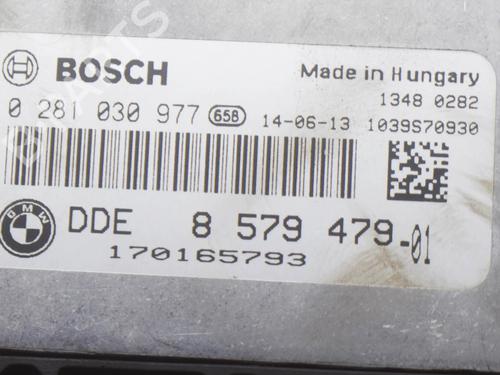 BOSCH
Made in Hungary
1348 0282
0 281 030 977 658 14-06-13 1039S70930
BMW
DDE 8 579 479-01
170165793